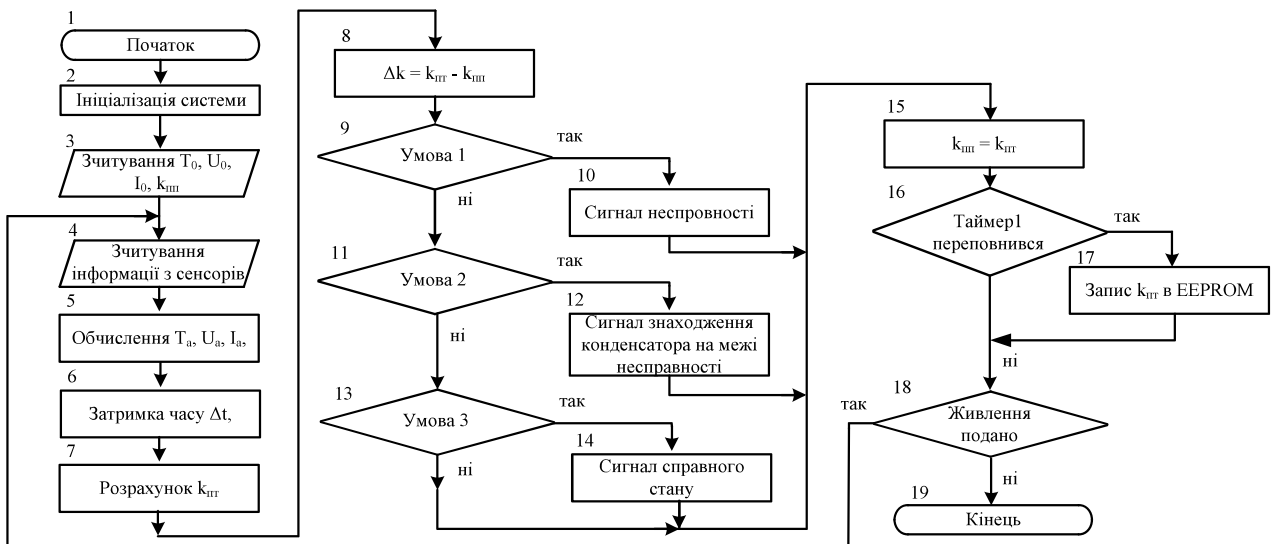 1
Початок
2
Ініціалізація системи
3
Зчитування T₀, U₀,
I₀, kпп
4
Зчитування
інформації з сенсорів
5
Обчислення Tа, Uа, Iа,
6
Затримка часу Δt,
7
Розрахунок kпт
8
Δk = kпт - kпп
9
Умова 1
так
ні
10
Сигнал неспровності
11
Умова 2
так
ні
12
Сигнал знаходження
конденсатора на межі
несправності
13
Умова 3
так
ні
14
Сигнал справного
стану
15
kпп = kпт
16
Таймер1
переповнився
так
ні
17
Запис kпт в EEPROM
18
Живлення
подано
так
ні
19
Кінець